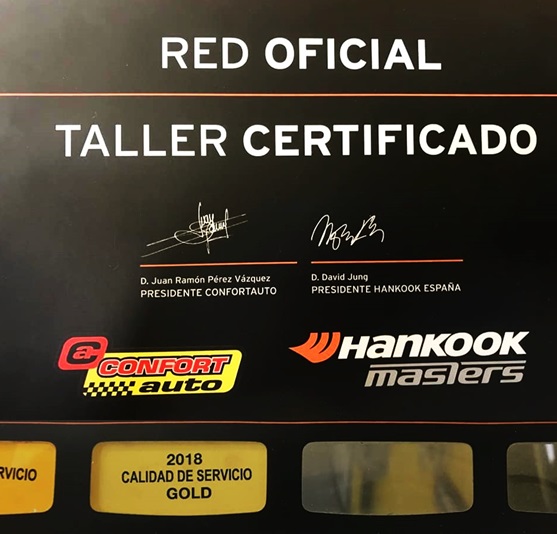 RED OFICIAL
TALLER CERTIFICADO
D. Juan Ramón Pérez Vázquez
PRESIDENTE CONFORTAUTO
D. David Jung
PRESIDENTE HANKOOK ESPAÑA
a
CONFORT
auto
HANKOOK
masters
RVICIO
2018
CALIDAD DE SERVICIO
GOLD